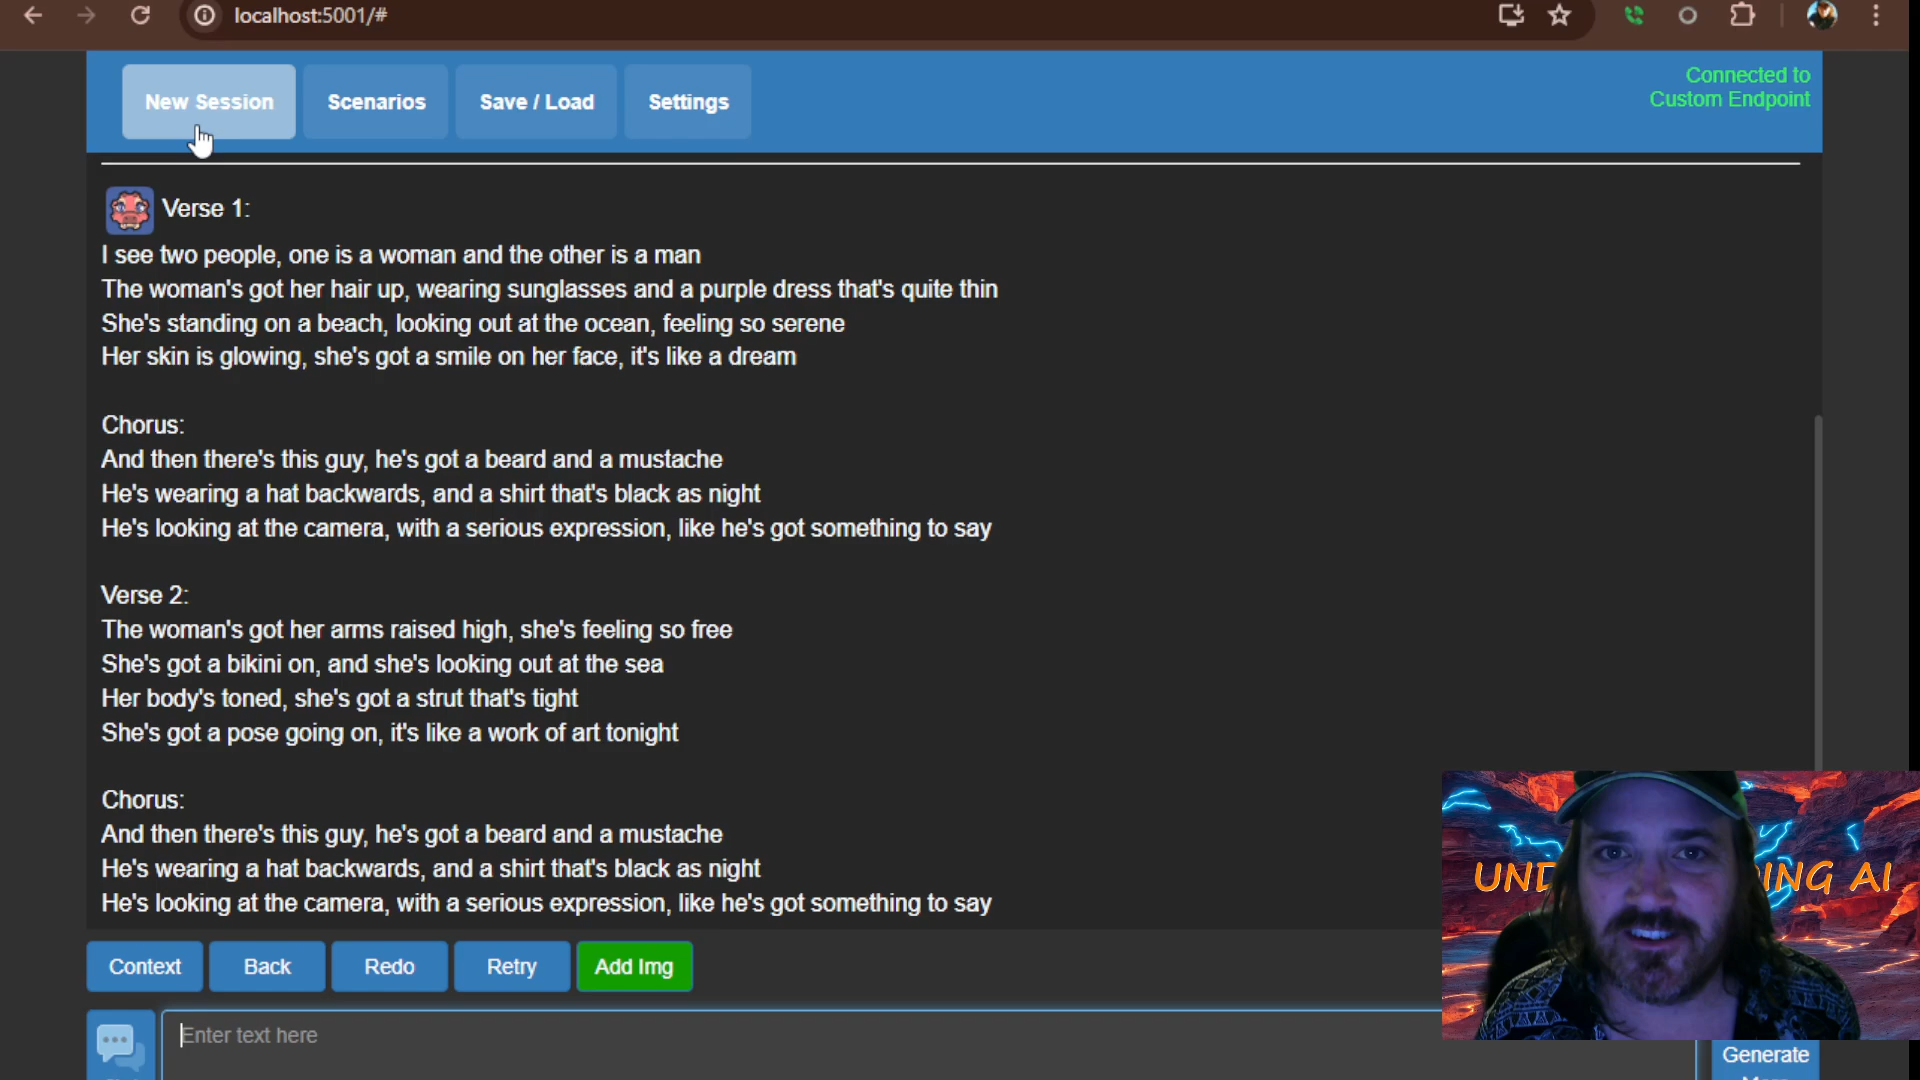 localhost:5001/#
New Session
Scenarios
Save / Load
Settings
Connected to
Custom Endpoint
Verse 1:
I see two people, one is a woman and the other is a man
The woman's got her hair up, wearing sunglasses and a purple dress that's quite thin
She's standing on a beach, looking out at the ocean, feeling so serene
Her skin is glowing, she's got a smile on her face, it's like a dream
Chorus:
And then there's this guy, he's got a beard and a mustache
He's wearing a hat backwards, and a shirt that's black as night
He's looking at the camera, with a serious expression, like he's got something to say
Verse 2:
The woman's got her arms raised high, she's feeling so free
She's got a bikini on, and she's looking out at the sea
Her body's toned, she's got a strut that's tight
She's got a pose going on, it's like a work of art tonight
Chorus:
And then there's this guy, he's got a beard and a mustache
He's wearing a hat backwards, and a shirt that's black as night
He's looking at the camera, with a serious expression, like he's got something to say
AI
Context
Back
Redo
Retry
Add Img
Enter text here
Generate